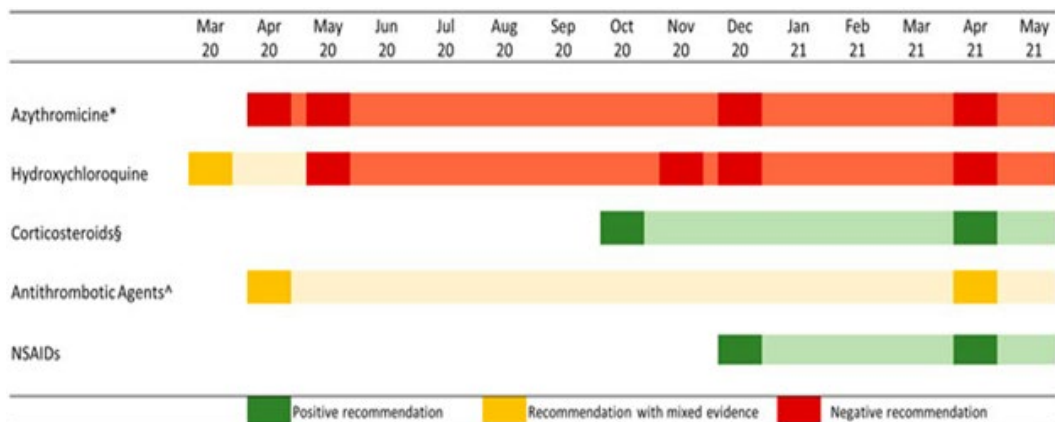 Mar Apr May Jun Jul Aug Sep Oct Nov Dec Jan Feb Mar Apr May
20 20 20 20 20 20 20 20 20 20 21 21 21 21 21
Azythromicine*
Hydroxychloroquine
Corticosteroids§
Antithrombotic Agents^
NSAIDs
Positive recommendation Recommendation with mixed evidence Negative recommendation